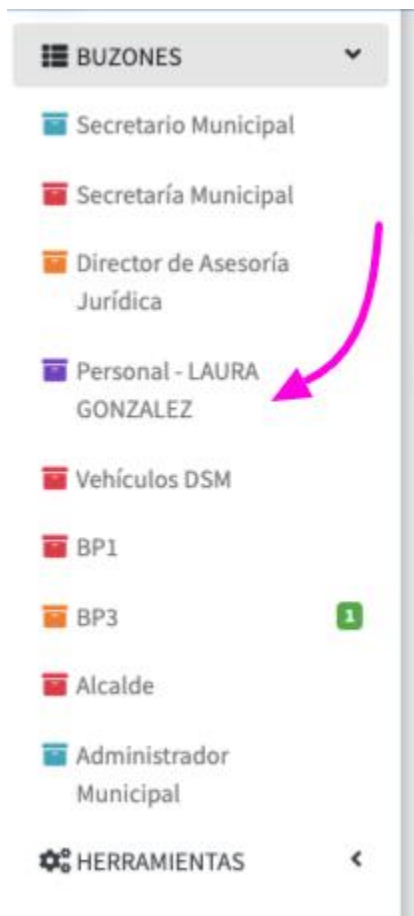 BUZONES
Secretario Municipal
Secretaría Municipal
Director de Asesoría
Jurídica
Personal - LAURA
GONZALEZ
Vehículos DSM
BP1
BP3 1
Alcalde
Administrador
Municipal
HERRAMIENTAS